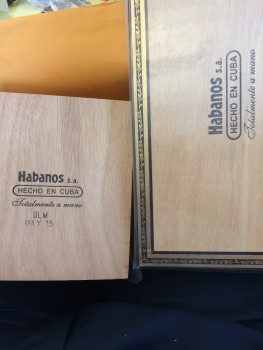 Habanos s.a.
HECHO EN CUBA
Totalmente a mano
OLM
MAY 15
Habanos s.a.
HECHO EN CUBA
Totalmente a mano